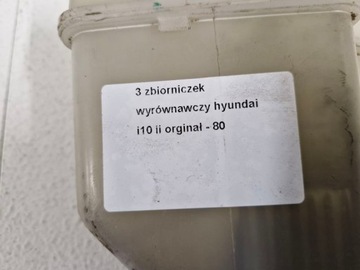 3 zbiorniczek
wyrównawczy hyundai
i10 ii orginał - 80